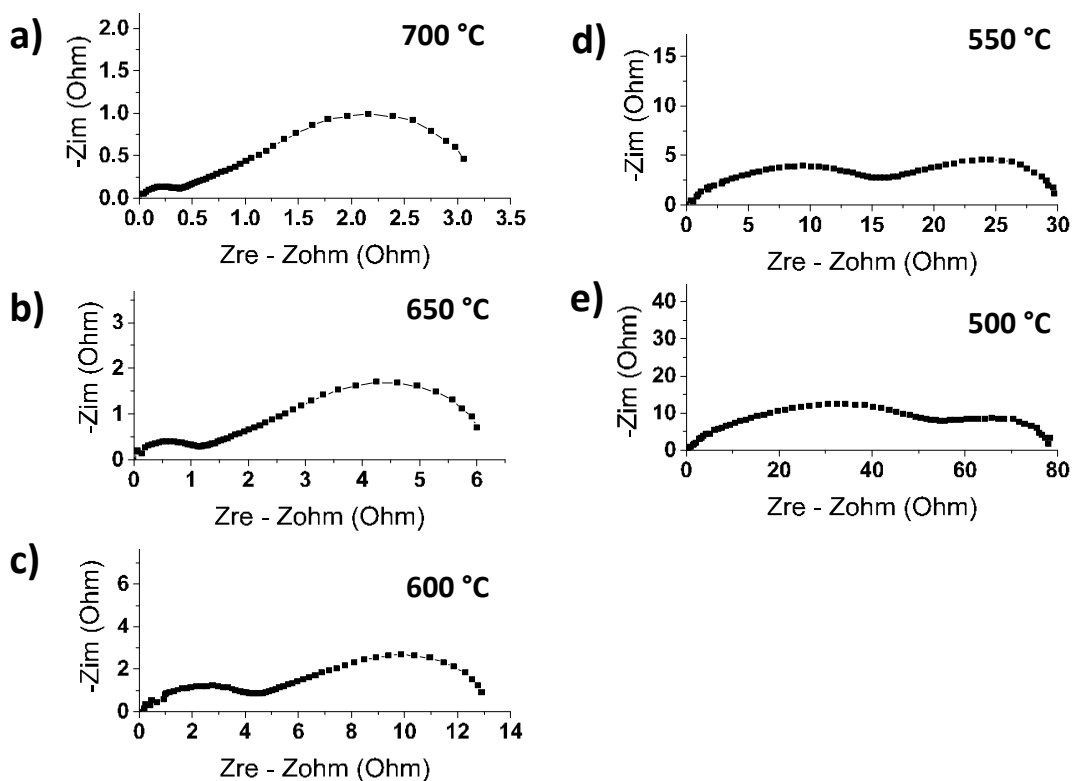 a)
700 °C
2.0
1.5
1.0
0.5
0.0
-Zim (Ohm)
0.0 0.5 1.0 1.5 2.0 2.5 3.0 3.5
Zre - Zohm (Ohm)
b)
650 °C
3
2
1
0
-Zim (Ohm)
0 1 2 3 4 5 6
Zre - Zohm (Ohm)
c)
600 °C
6
4
2
0
-Zim (Ohm)
0 2 4 6 8 10 12 14
Zre - Zohm (Ohm)
d)
550 °C
15
10
5
0
-Zim (Ohm)
0 5 10 15 20 25 30
Zre - Zohm (Ohm)
e)
500 °C
40
30
20
10
0
-Zim (Ohm)
0 20 40 60 80
Zre - Zohm (Ohm)